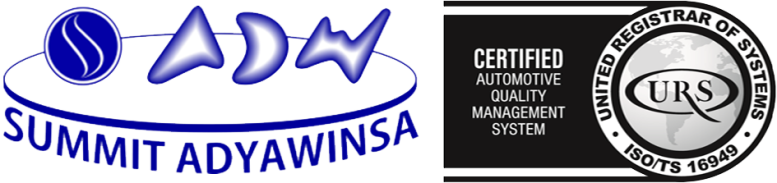 ADW
SUMMIT ADYAWINSA
CERTIFIED
AUTOMOTIVE
QUALITY
MANAGEMENT
SYSTEM
UNITED REGISTRAR OF SYSTEMS
URS
• ISO/TS 16949 •